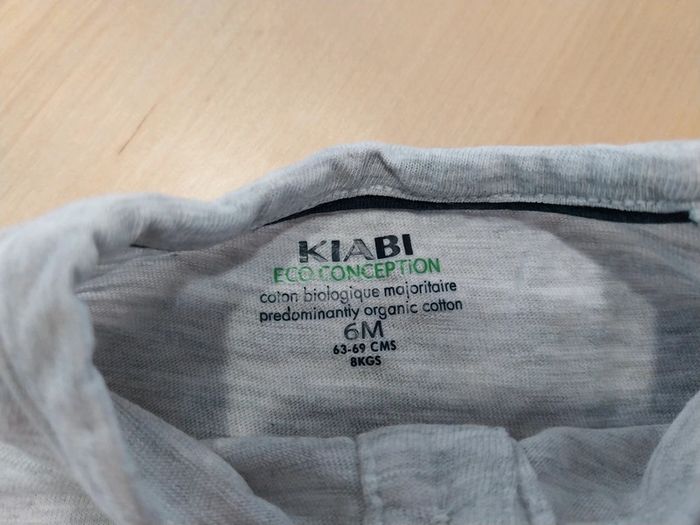 KIABI
ECO CONCEPTION
coton biologique majoritaire
predominantly organic cotton
6M
63-69 CMS
8KGS